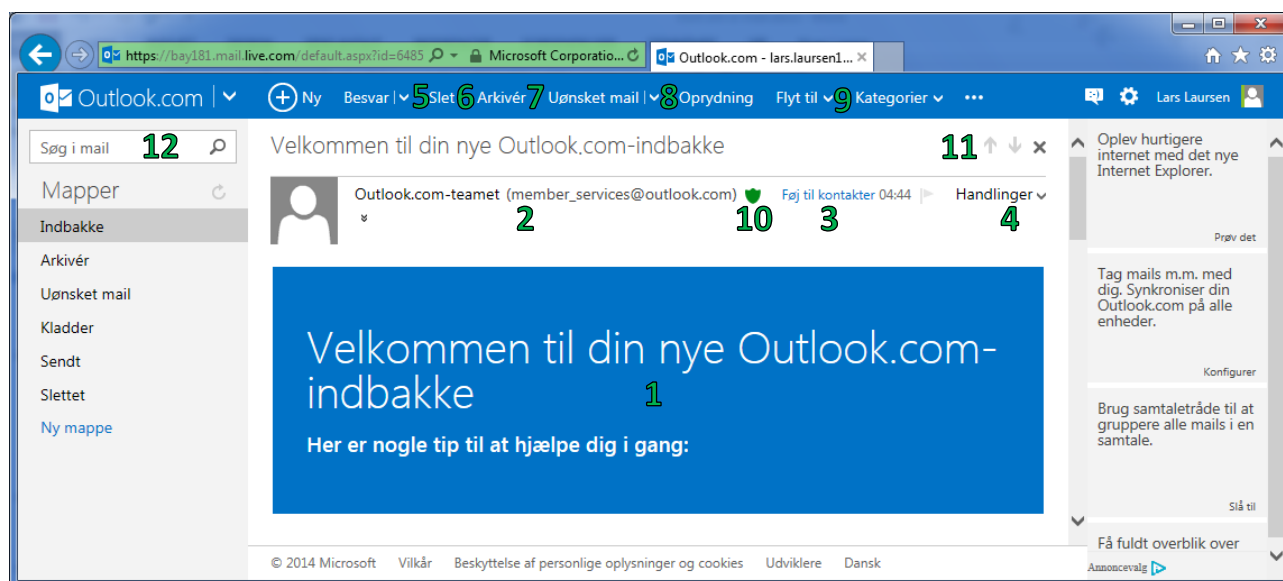 https://bay181.mail.live.com/default.aspx?id=6485 Microsoft Corporatio... Outlook.com - lars.laursen1...
Outlook.com Ny Besvar 5 Slet 6 Arkivér 7 Uønsket mail 8 Oprydning Flyt til 9 Kategorier ... Lars Laursen
Søg i mail 12
Mapper
Indbakke
Arkivér
Uønsket mail
Kladder
Sendt
Slettet
Ny mappe
Velkommen til din nye Outlook.com-indbakke 11
Outlook.com-teamet (member_services@outlook.com) Føj til kontakter 04:44 Handlinger
2 10 3 4
Velkommen til din nye Outlook.com-
indbakke
1
Her er nogle tip til at hjælpe dig i gang:
© 2014 Microsoft Vilkår Beskyttelse af personlige oplysninger og cookies Udviklere Dansk
Oplev hurtigere
internet med det nye
Internet Explorer.
Prøv det
Tag mails m.m. med
dig. Synkroniser din
Outlook.com på alle
enheder.
Konfigurer
Brug samtaletråde til at
gruppere alle mails i en
samtale.
Slå til
Få fuldt overblik over
Annoncevalg